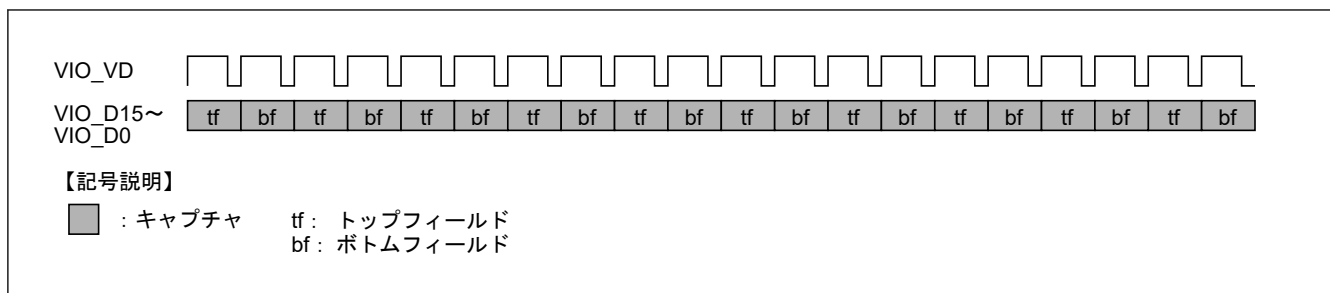 VIO_VD
VIO_D15～
VIO_D0
tf bf tf bf tf bf tf bf tf bf tf bf tf bf tf bf tf bf tf bf
【記号説明】
：キャプチャ tf： トップフィールド
bf： ボトムフィールド